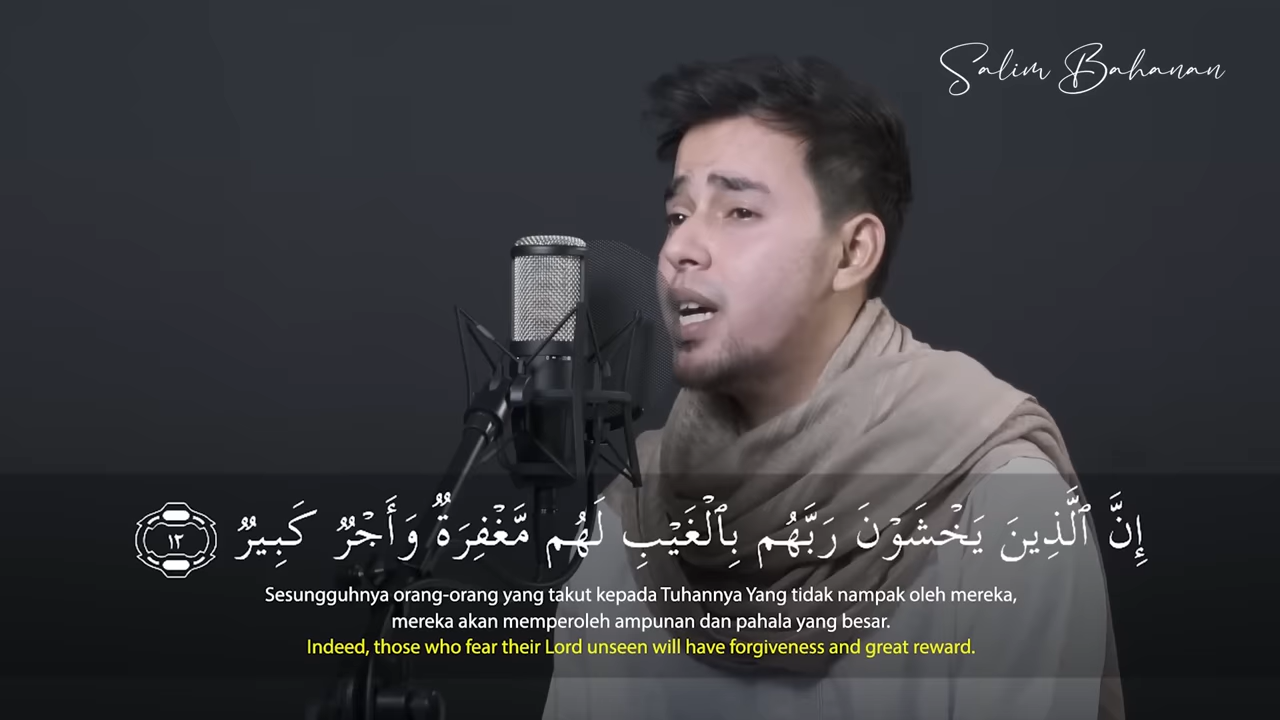 Salim Bahanan
إِنَّ ٱلَّذِينَ يَخْشَوْنَ رَبَّهُم بِٱلْغَيْبِ لَهُم مَّغْفِرَةٌ وَأَجْرٌ كَبِيرٌ ١٢
Sesungguhnya orang-orang yang takut kepada Tuhannya Yang tidak nampak oleh mereka,
mereka akan memperoleh ampunan dan pahala yang besar.
Indeed, those who fear their Lord unseen will have forgiveness and great reward.